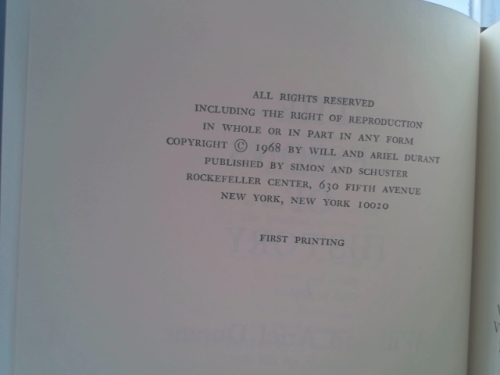 ALL RIGHTS RESERVED
INCLUDING THE RIGHT OF REPRODUCTION
IN WHOLE OR IN PART IN ANY FORM
COPYRIGHT © 1968 BY WILL AND ARIEL DURANT
PUBLISHED BY SIMON AND SCHUSTER
ROCKEFELLER CENTER, 630 FIFTH AVENUE
NEW YORK, NEW YORK 10020
FIRST PRINTING